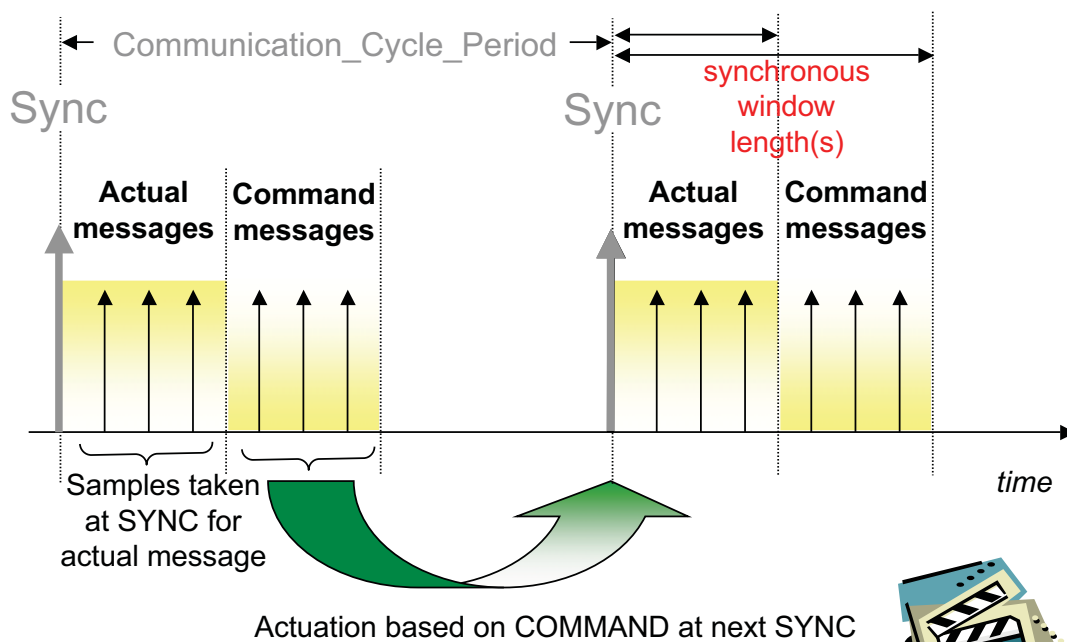 Communication_Cycle_Period
synchronous
window
length(s)
Sync
Sync
Actual
messages
Command
messages
Actual
messages
Command
messages
Samples taken
at SYNC for
actual message
time
Actuation based on COMMAND at next SYNC